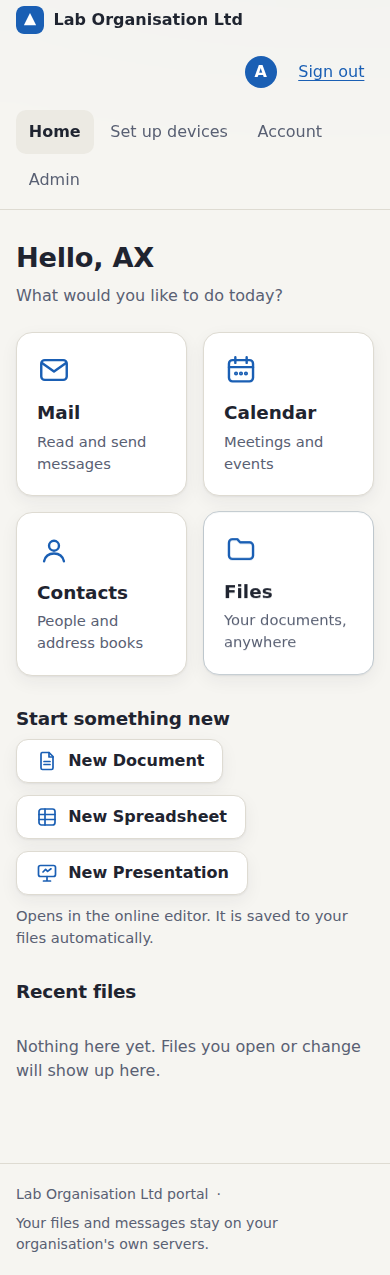 Lab Organisation Ltd
A Sign out
Home Set up devices Account
Admin
Hello, AX
What would you like to do today?
Mail
Read and send
messages
Calendar
Meetings and
events
Contacts
People and
address books
Files
Your documents,
anywhere
Start something new
New Document
New Spreadsheet
New Presentation
Opens in the online editor. It is saved to your
files automatically.
Recent files
Nothing here yet. Files you open or change
will show up here.
Lab Organisation Ltd portal ·
Your files and messages stay on your
organisation's own servers.